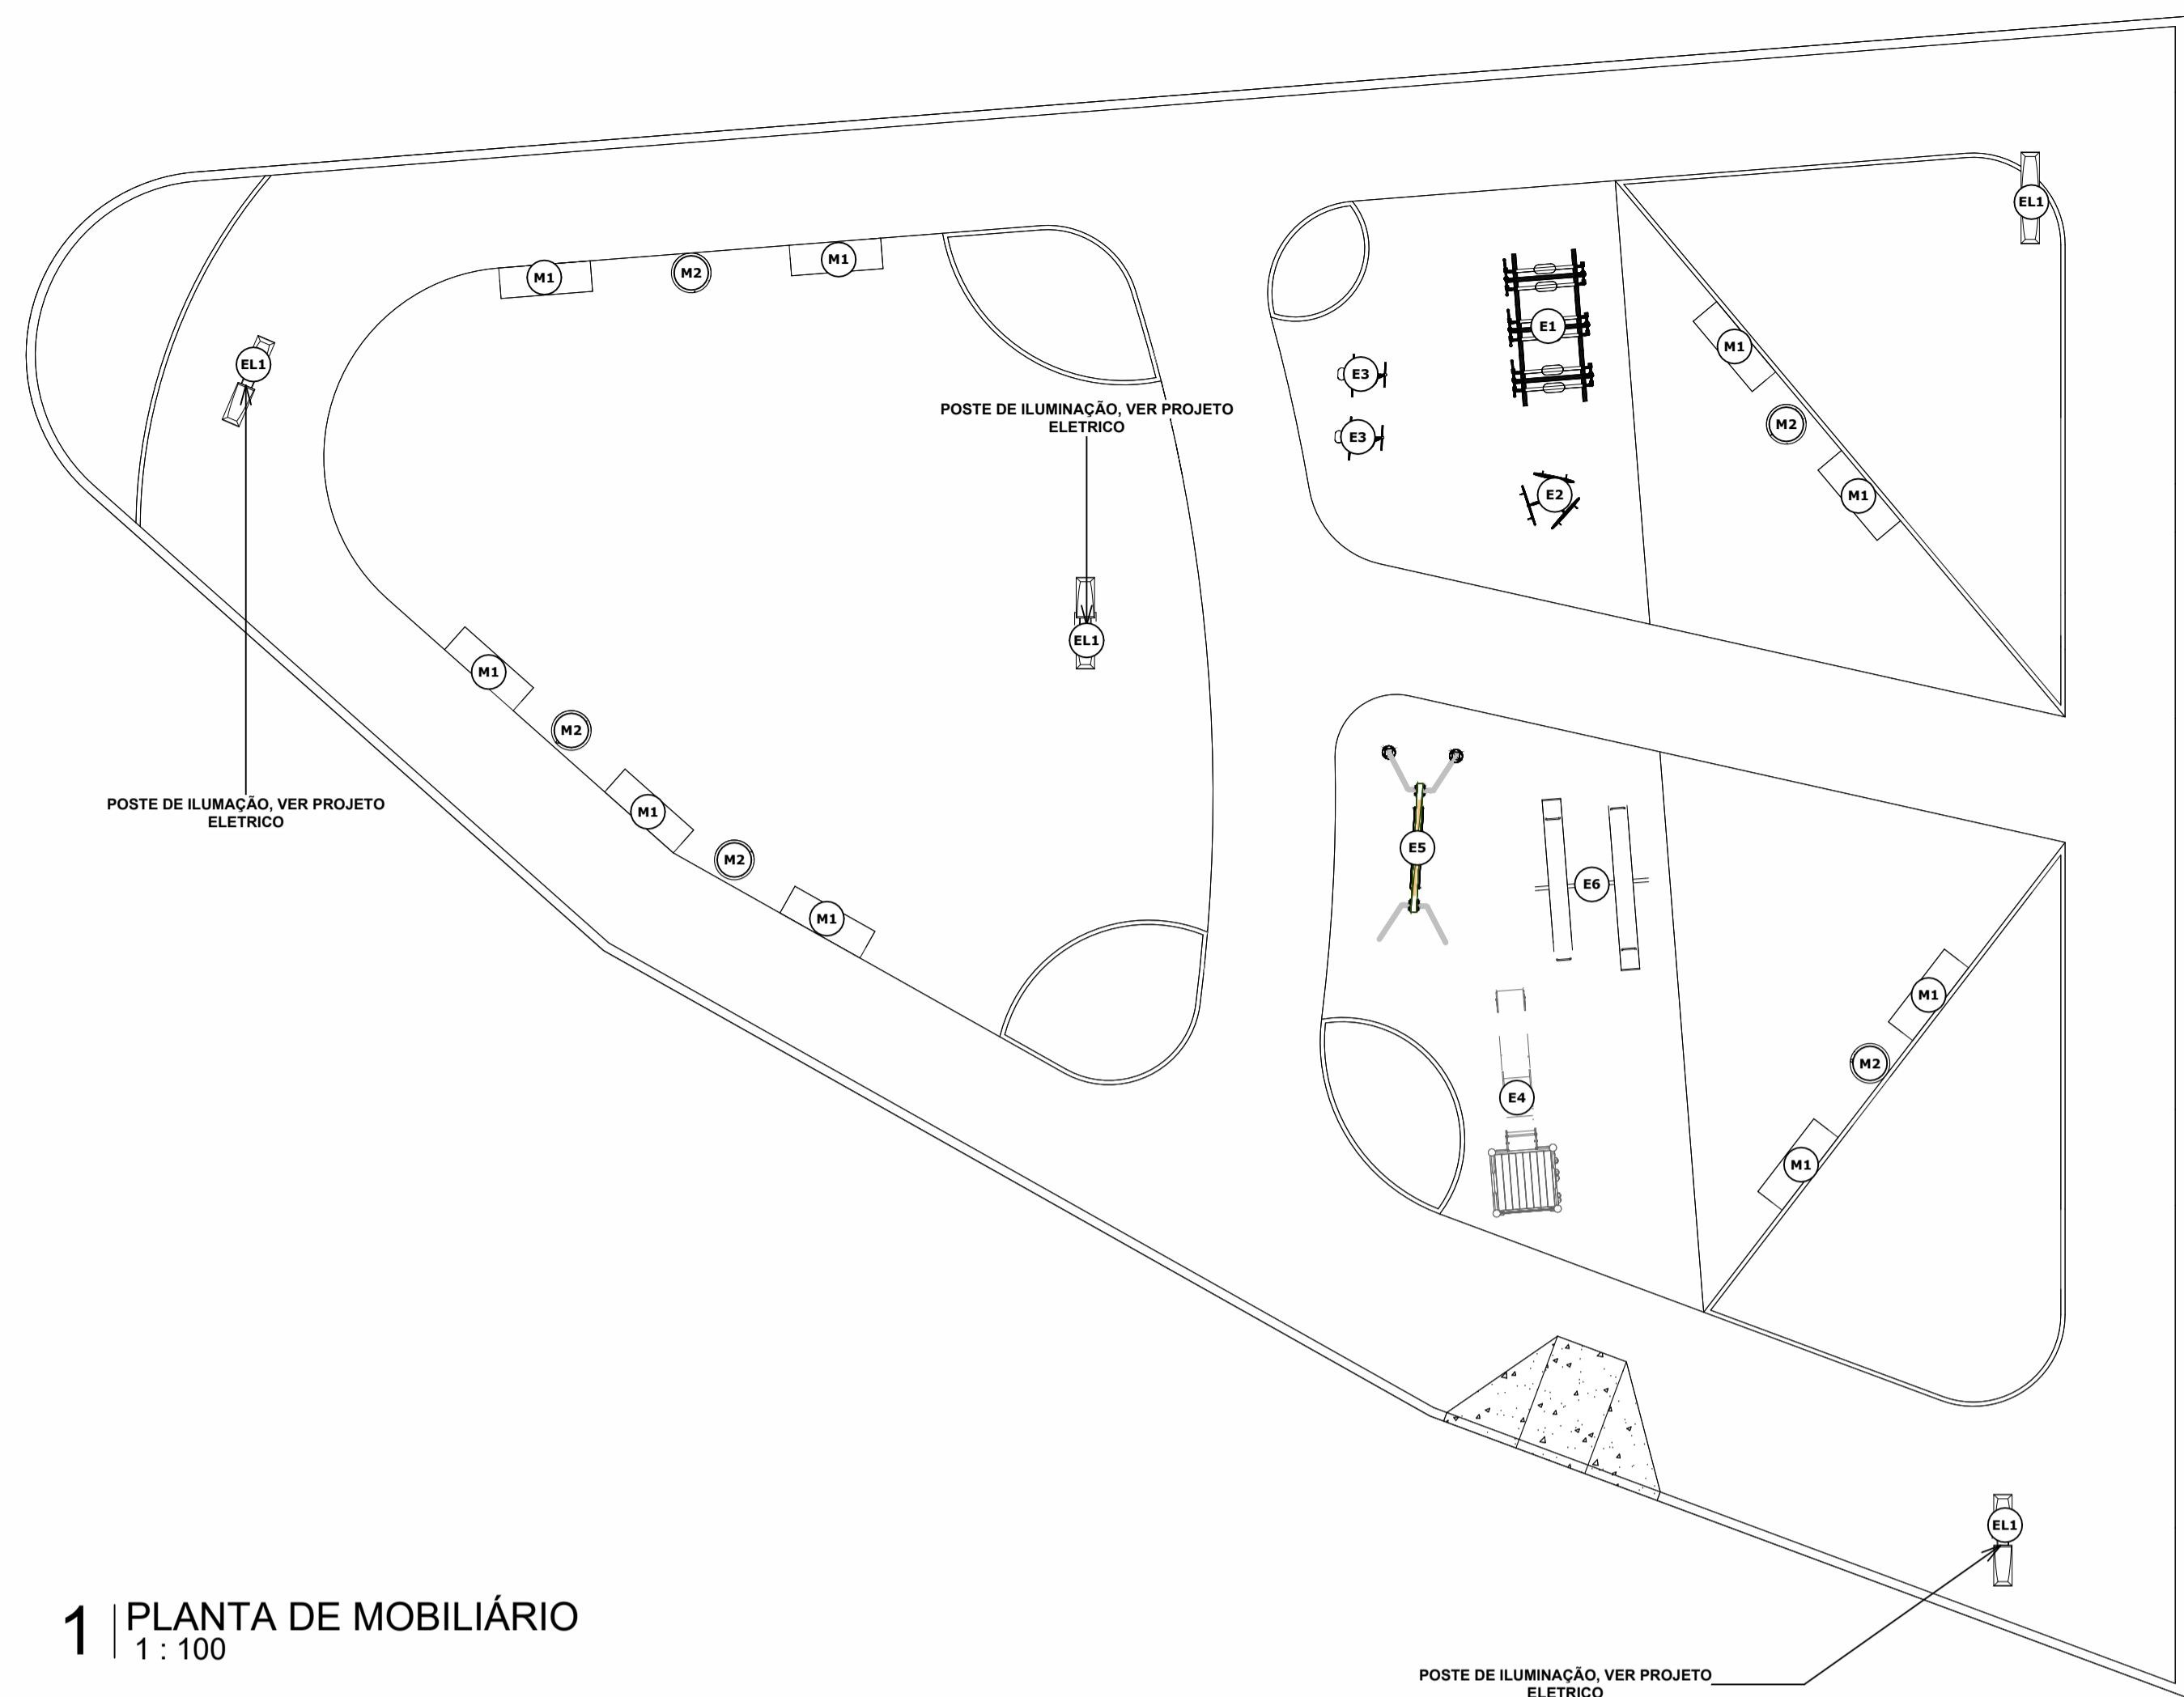 EL1
M1
M2
M1
EL1
E1
M1
E3
POSTE DE ILUMINAÇÃO, VER PROJETO
ELETRICO
M2
E3
E2
M1
EL1
M1
M2
POSTE DE ILUMAÇÃO, VER PROJETO
ELETRICO
M1
E5
M2
E6
M1
M1
M2
E4
M1
EL1
1
PLANTA DE MOBILIÁRIO
1 : 100
POSTE DE ILUMINAÇÃO, VER PROJETO
ELETRICO